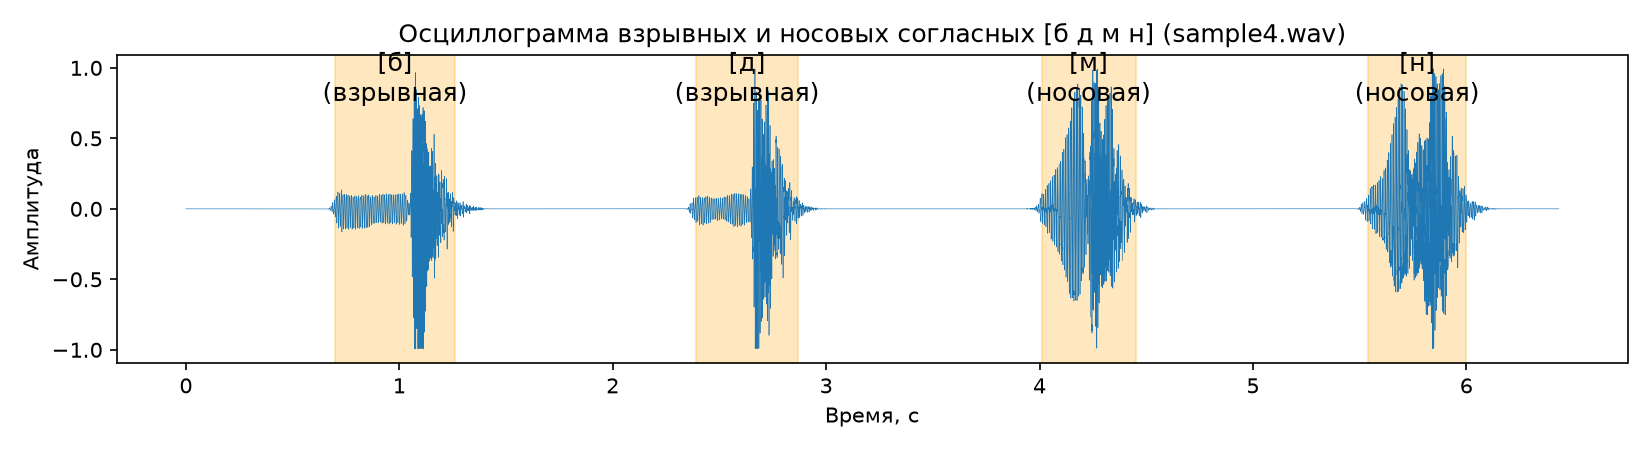 Осциллограмма взрывных и носовых согласных [б д м н] (sample4.wav)
[б]
(взрывная)
[д]
(взрывная)
[м]
(носовая)
[н]
(носовая)
Амплитуда
1.0
0.5
0.0
−0.5
−1.0
0 1 2 3 4 5 6
Время, с